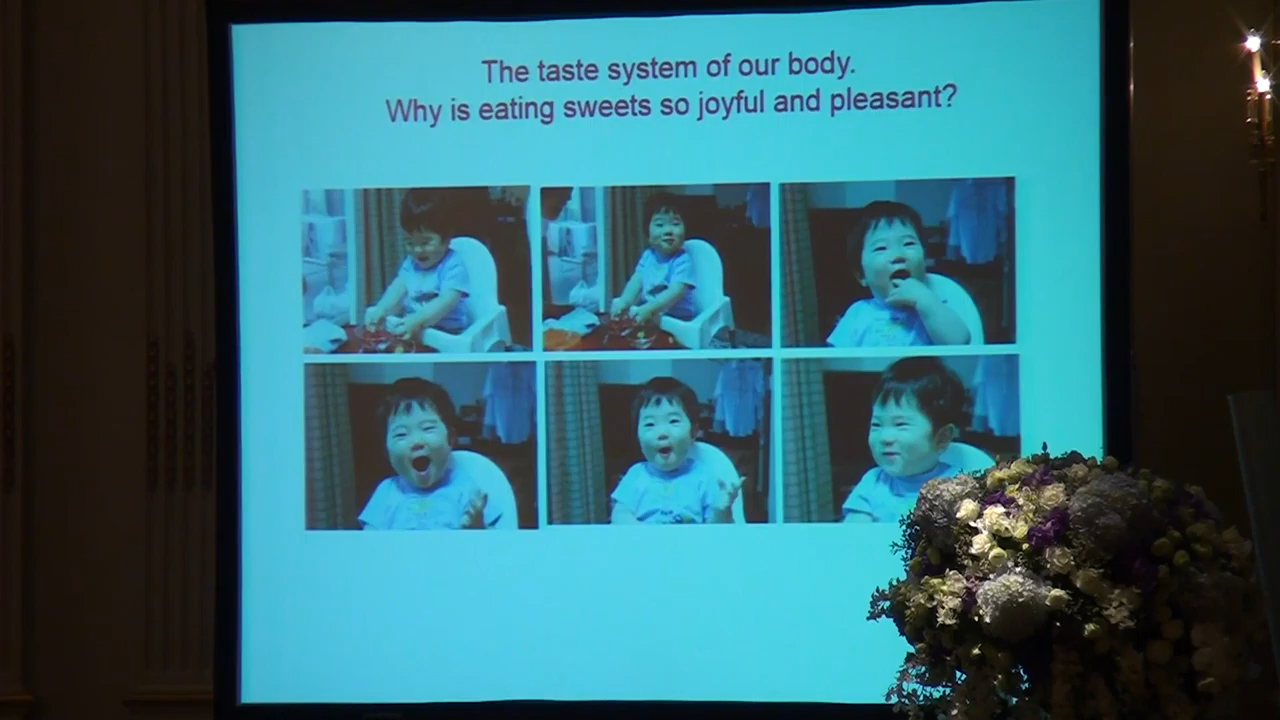 The taste system of our body.
Why is eating sweets so joyful and pleasant?